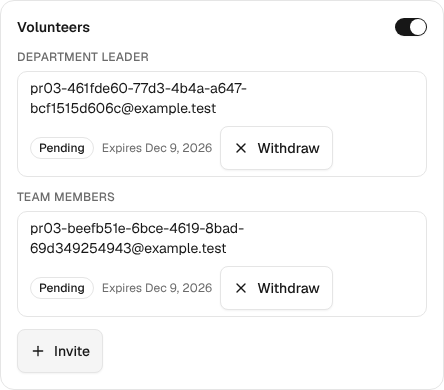 Volunteers
DEPARTMENT LEADER
pr03-461fde60-77d3-4b4a-a647-
bcf1515d606c@example.test
Pending Expires Dec 9, 2026 Withdraw
TEAM MEMBERS
pr03-beefb51e-6bce-4619-8bad-
69d349254943@example.test
Pending Expires Dec 9, 2026 Withdraw
Invite